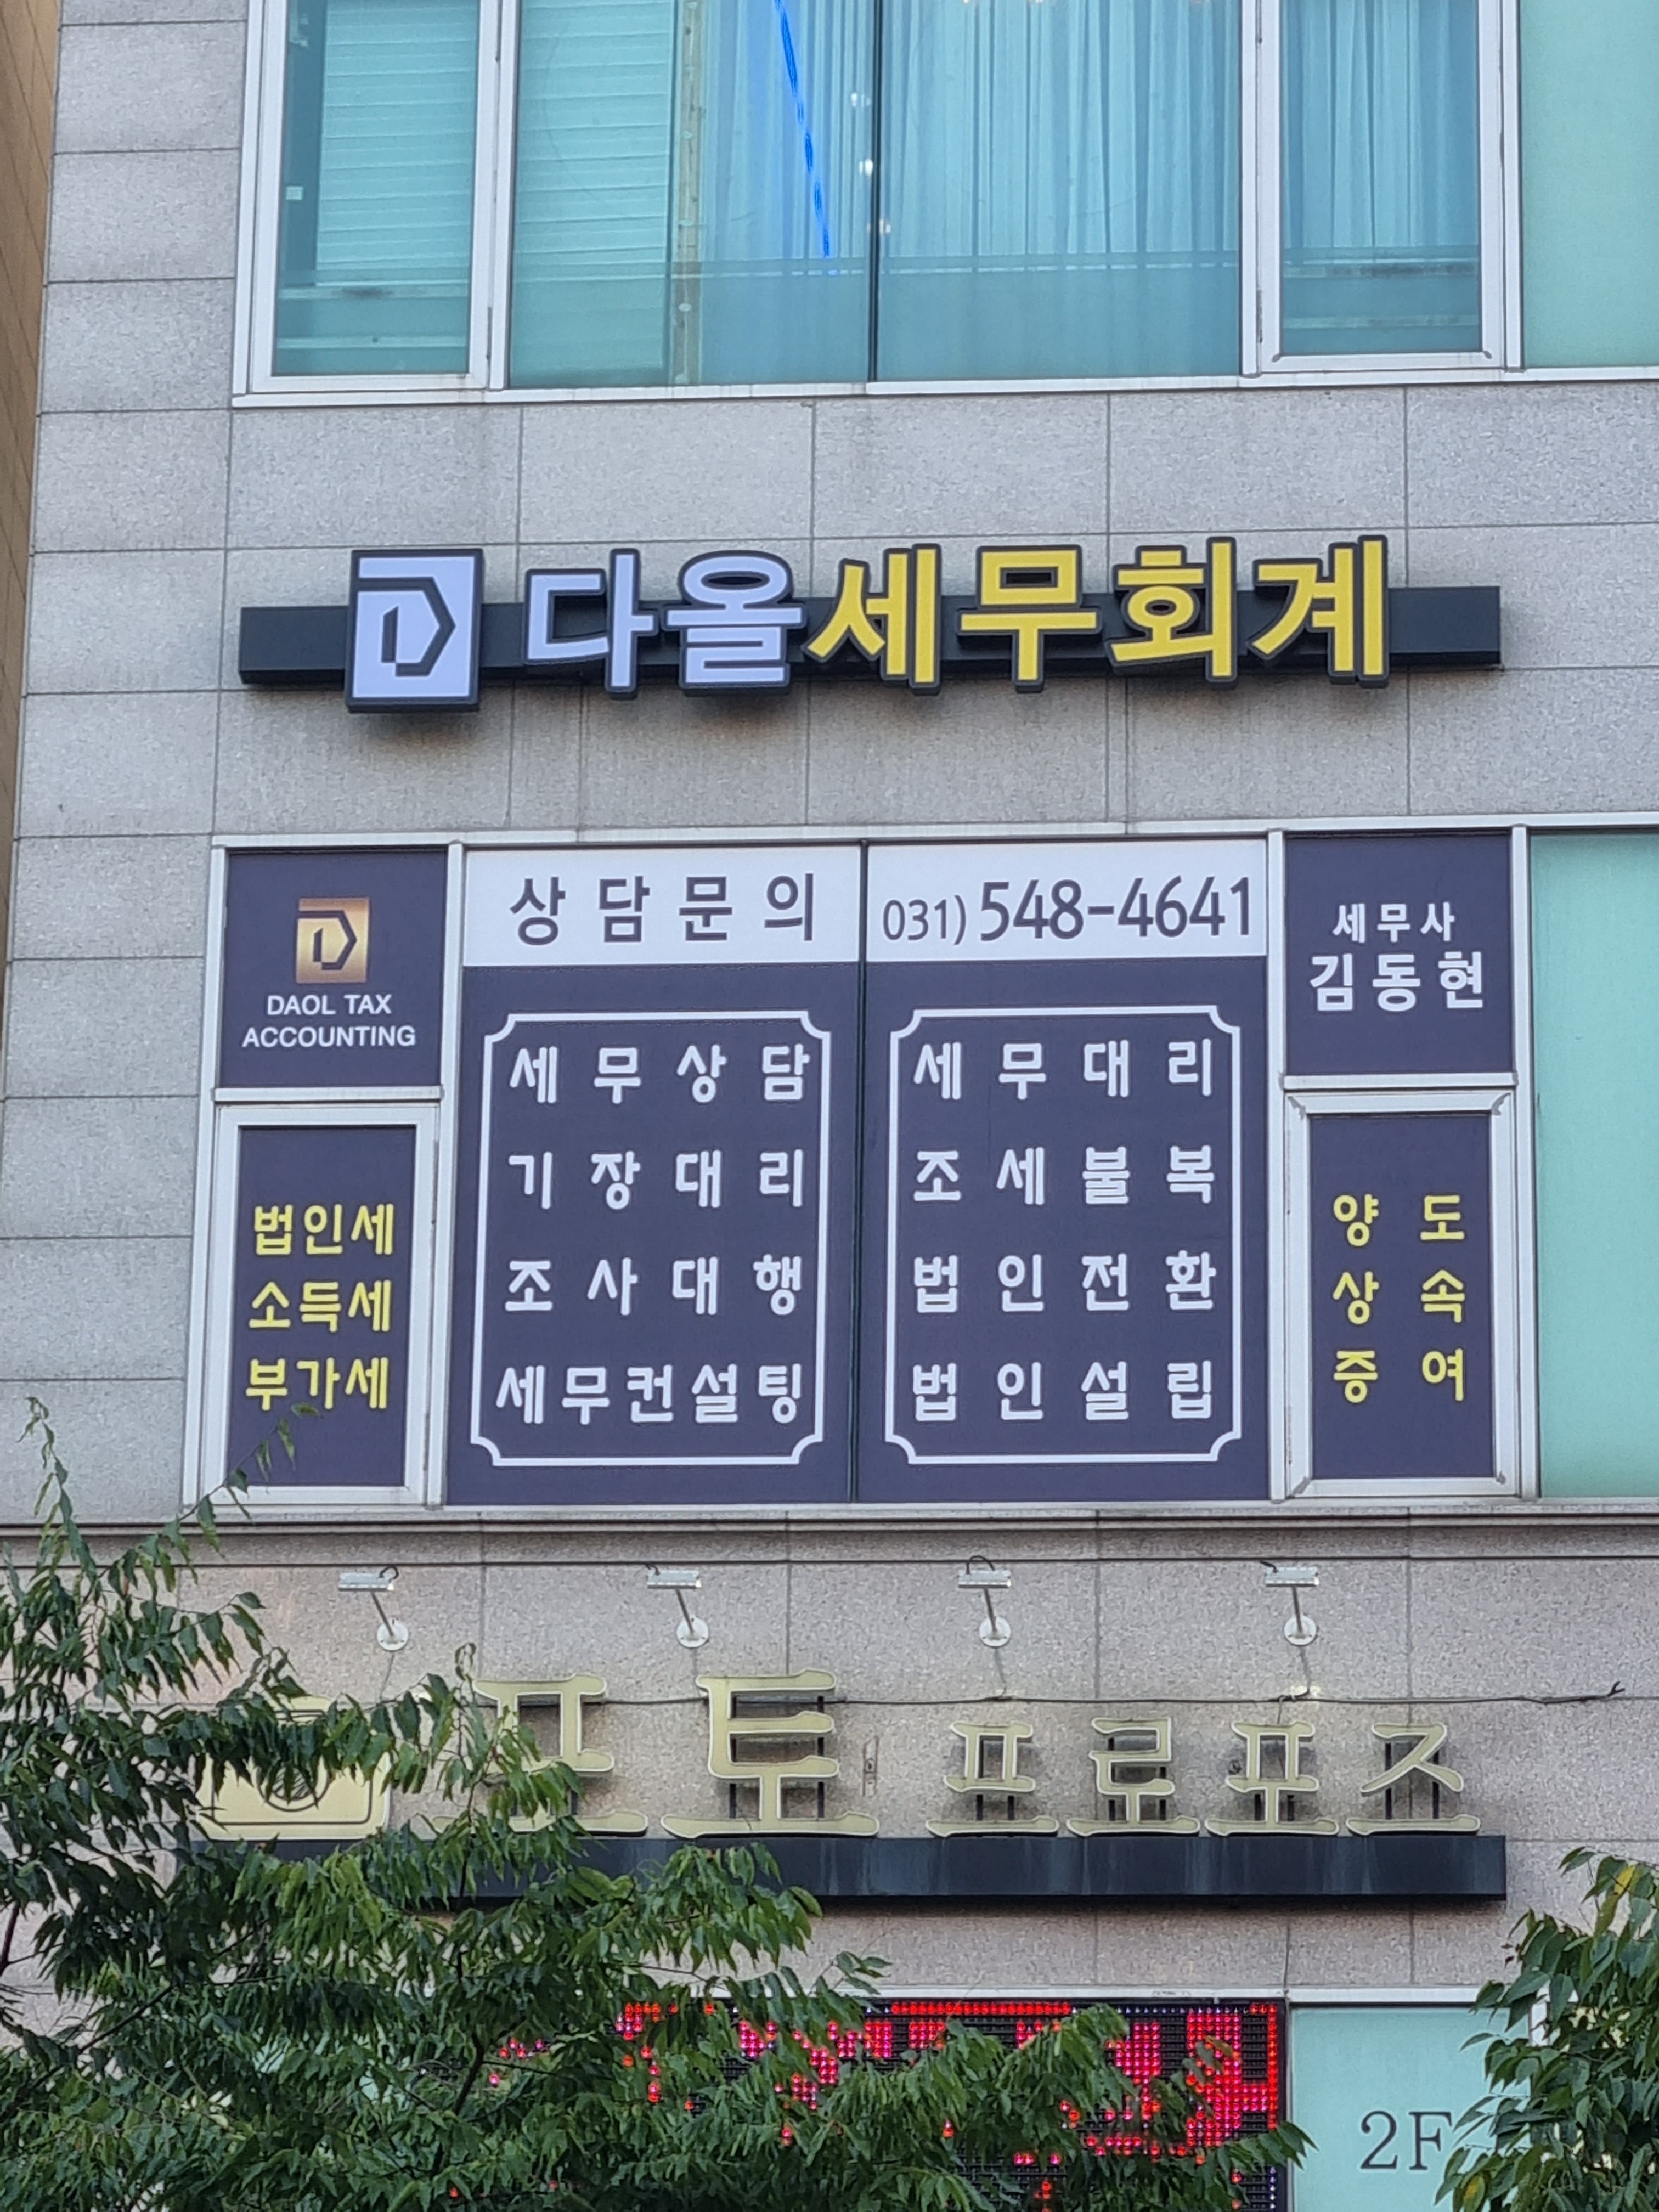 다올세무회계
DAOL TAX
ACCOUNTING
상담문의 031) 548-4641
세무사
김동현
세무상담
기장대리
조사대행
세무컨설팅
세무대리
조세불복
법인전환
법인설립
법인세
소득세
부가세
양도
상속
증여
포토 프로포즈
2F